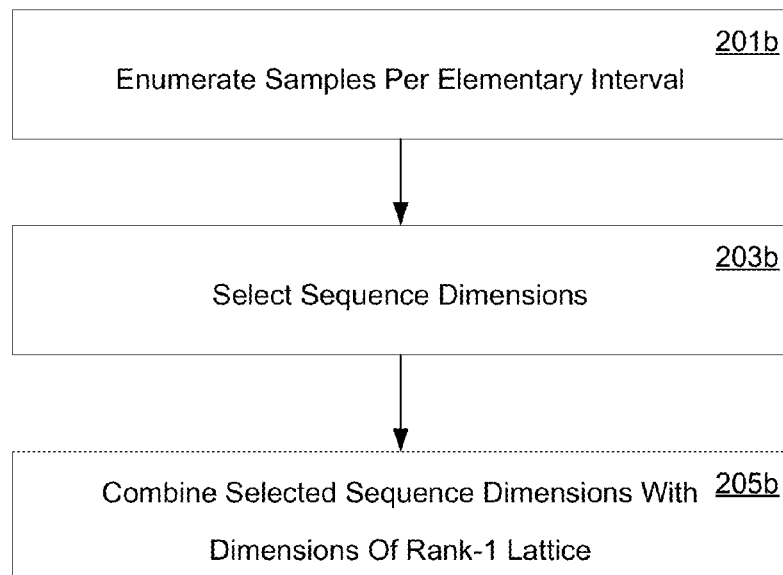 201b
Enumerate Samples Per Elementary Interval
203b
Select Sequence Dimensions
205b
Combine Selected Sequence Dimensions With
Dimensions Of Rank-1 Lattice